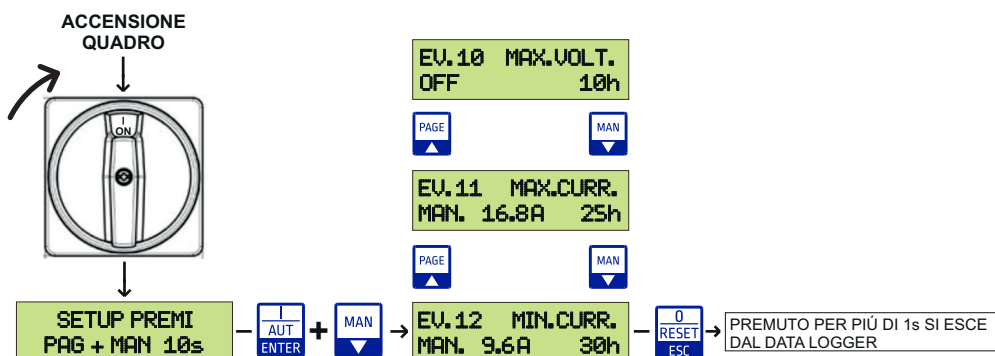 ACCENSIONE
QUADRO
I
ON
SETUP PREMI
PAG + MAN 10s
I
AUT
ENTER
+
MAN
EV.10 MAX.VOLT.
OFF 10h
PAGE
MAN
EV.11 MAX.CURR.
MAN. 16.8A 25h
PAGE
MAN
EV.12 MIN.CURR.
MAN. 9.6A 30h
0
RESET
ESC
PREMUTO PER PIÚ DI 1s SI ESCE
DAL DATA LOGGER